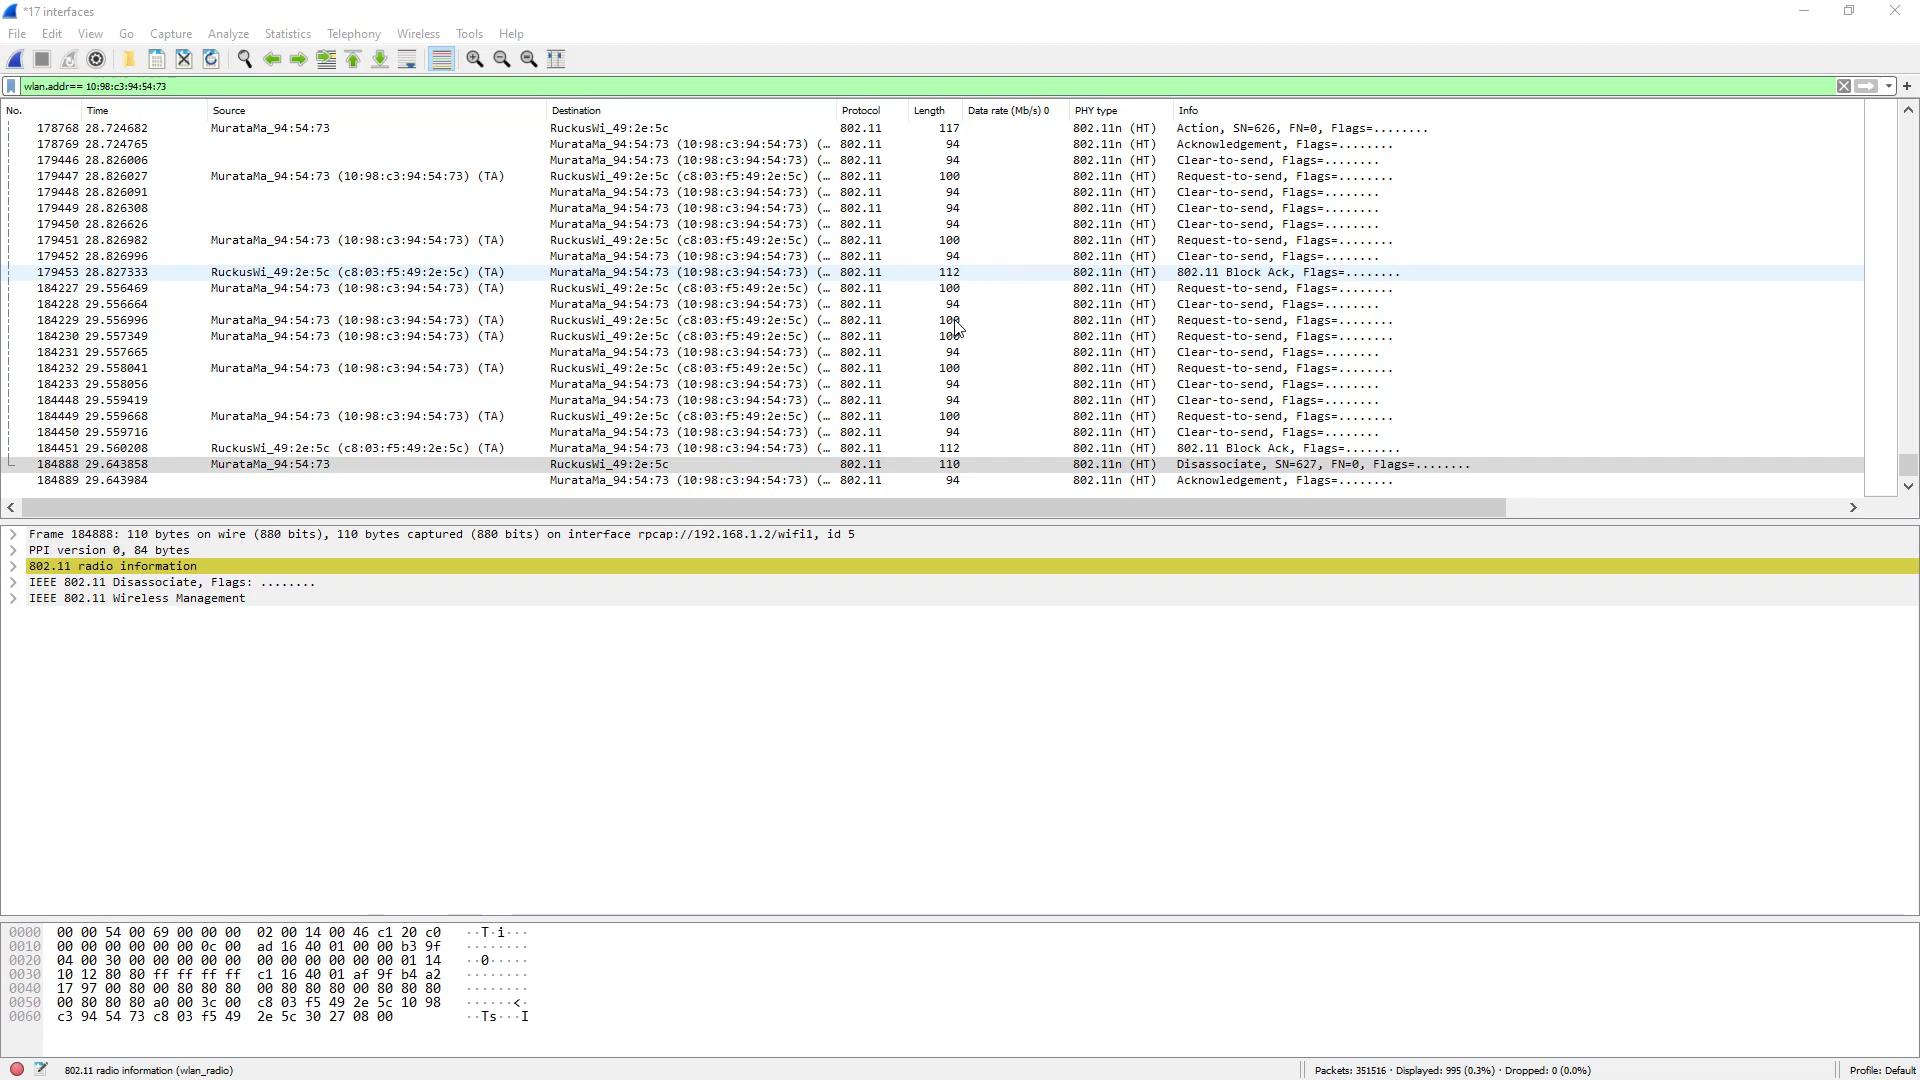 *17 interfaces
File Edit View Go Capture Analyze Statistics Telephony Wireless Tools Help
wlan.addr== 10:98:c3:94:54:73
No. Time Source Destination Protocol Length Data rate (Mb/s) 0 PHY type Info
178768 28.724682 MurataMa_94:54:73 RuckusWi_49:2e:5c 802.11 117 802.11n (HT) Action, SN=626, FN=0, Flags=........
178769 28.724765 MurataMa_94:54:73 (10:98:c3:94:54:73) (… 802.11 94 802.11n (HT) Acknowledgement, Flags=........
179446 28.826006 MurataMa_94:54:73 (10:98:c3:94:54:73) (… 802.11 94 802.11n (HT) Clear-to-send, Flags=........
179447 28.826027 MurataMa_94:54:73 (10:98:c3:94:54:73) (TA) RuckusWi_49:2e:5c (c8:03:f5:49:2e:5c) (… 802.11 100 802.11n (HT) Request-to-send, Flags=........
179448 28.826091 MurataMa_94:54:73 (10:98:c3:94:54:73) (… 802.11 94 802.11n (HT) Clear-to-send, Flags=........
179449 28.826308 MurataMa_94:54:73 (10:98:c3:94:54:73) (… 802.11 94 802.11n (HT) Clear-to-send, Flags=........
179450 28.826626 MurataMa_94:54:73 (10:98:c3:94:54:73) (… 802.11 94 802.11n (HT) Clear-to-send, Flags=........
179451 28.826982 MurataMa_94:54:73 (10:98:c3:94:54:73) (TA) RuckusWi_49:2e:5c (c8:03:f5:49:2e:5c) (… 802.11 100 802.11n (HT) Request-to-send, Flags=........
179452 28.826996 MurataMa_94:54:73 (10:98:c3:94:54:73) (… 802.11 94 802.11n (HT) Clear-to-send, Flags=........
179453 28.827333 RuckusWi_49:2e:5c (c8:03:f5:49:2e:5c) (TA) MurataMa_94:54:73 (10:98:c3:94:54:73) (… 802.11 112 802.11n (HT) 802.11 Block Ack, Flags=........
184227 29.556469 MurataMa_94:54:73 (10:98:c3:94:54:73) (TA) RuckusWi_49:2e:5c (c8:03:f5:49:2e:5c) (… 802.11 100 802.11n (HT) Request-to-send, Flags=........
184228 29.556664 MurataMa_94:54:73 (10:98:c3:94:54:73) (… 802.11 94 802.11n (HT) Clear-to-send, Flags=........
184229 29.556996 MurataMa_94:54:73 (10:98:c3:94:54:73) (TA) RuckusWi_49:2e:5c (c8:03:f5:49:2e:5c) (… 802.11 100 802.11n (HT) Request-to-send, Flags=........
184230 29.557349 MurataMa_94:54:73 (10:98:c3:94:54:73) (TA) RuckusWi_49:2e:5c (c8:03:f5:49:2e:5c) (… 802.11 100 802.11n (HT) Request-to-send, Flags=........
184231 29.557665 MurataMa_94:54:73 (10:98:c3:94:54:73) (… 802.11 94 802.11n (HT) Clear-to-send, Flags=........
184232 29.558041 MurataMa_94:54:73 (10:98:c3:94:54:73) (TA) RuckusWi_49:2e:5c (c8:03:f5:49:2e:5c) (… 802.11 100 802.11n (HT) Request-to-send, Flags=........
184233 29.558056 MurataMa_94:54:73 (10:98:c3:94:54:73) (… 802.11 94 802.11n (HT) Clear-to-send, Flags=........
184448 29.559419 MurataMa_94:54:73 (10:98:c3:94:54:73) (… 802.11 94 802.11n (HT) Clear-to-send, Flags=........
184449 29.559668 MurataMa_94:54:73 (10:98:c3:94:54:73) (TA) RuckusWi_49:2e:5c (c8:03:f5:49:2e:5c) (… 802.11 100 802.11n (HT) Request-to-send, Flags=........
184450 29.559716 MurataMa_94:54:73 (10:98:c3:94:54:73) (… 802.11 94 802.11n (HT) Clear-to-send, Flags=........
184451 29.560208 RuckusWi_49:2e:5c (c8:03:f5:49:2e:5c) (TA) MurataMa_94:54:73 (10:98:c3:94:54:73) (… 802.11 112 802.11n (HT) 802.11 Block Ack, Flags=........
184888 29.643858 MurataMa_94:54:73 RuckusWi_49:2e:5c 802.11 110 802.11n (HT) Disassociate, SN=627, FN=0, Flags=........
184889 29.643984 MurataMa_94:54:73 (10:98:c3:94:54:73) (… 802.11 94 802.11n (HT) Acknowledgement, Flags=........
Frame 184888: 110 bytes on wire (880 bits), 110 bytes captured (880 bits) on interface rpcap://192.168.1.2/wifi1, id 5
PPI version 0, 84 bytes
802.11 radio information
IEEE 802.11 Disassociate, Flags: ........
IEEE 802.11 Wireless Management
0000 00 00 54 00 69 00 00 00 02 00 14 00 46 c1 20 c0 ··T·i···
0010 00 00 00 00 00 00 0c 00 ad 16 40 01 00 00 b3 9f ········
0020 04 00 30 00 00 00 00 00 00 00 00 00 00 00 01 14 ··0·····
0030 10 12 80 80 ff ff ff ff c1 16 40 01 af 9f b4 a2 ········
0040 17 97 00 80 00 80 80 80 00 80 80 80 00 80 80 80 ········
0050 00 80 80 80 a0 00 3c 00 c8 03 f5 49 2e 5c 10 98 ······<·
0060 c3 94 54 73 c8 03 f5 49 2e 5c 30 27 08 00 ··Ts···I
802.11 radio information (wlan_radio)
Packets: 351516 · Displayed: 995 (0.3%) · Dropped: 0 (0.0%)
Profile: Default